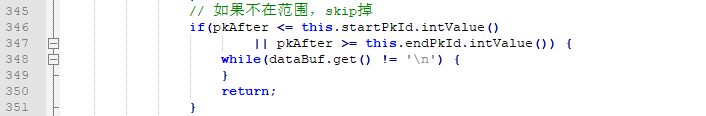 345 // 如果不在范围，skip掉
346 if(pkAfter <= this.startPkId.intValue()
347 || pkAfter >= this.endPkId.intValue()) {
348 while(dataBuf.get() != '\n') {
349 }
350 return;
351 }